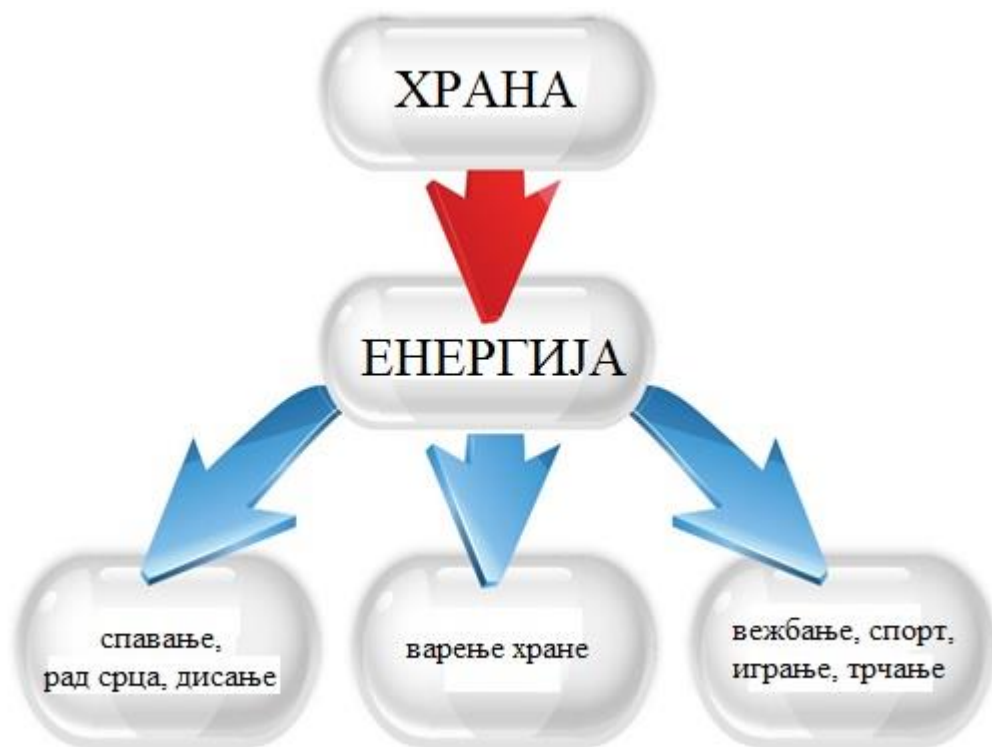 ХРАНА
ЕНЕРГИЈА
спавање,
рад срца, дисање
варење хране
вежбање, спорт,
играње, трчање